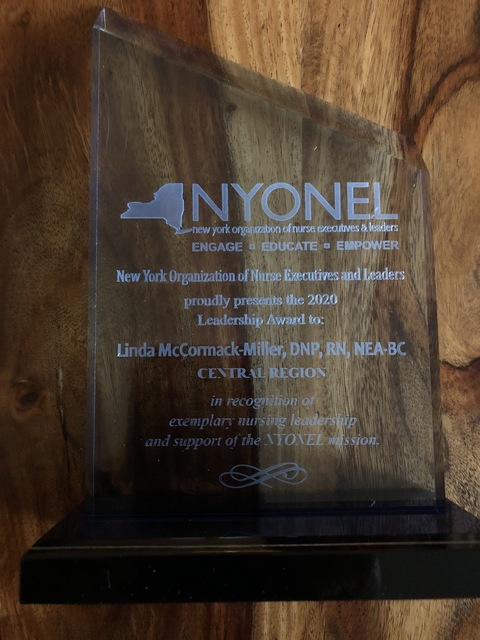 NYONEL
new york organization of nurse executives & leaders
ENGAGE ▫ EDUCATE ▫ EMPOWER
New York Organization of Nurse Executives and Leaders
proudly presents the 2020
Leadership Award to:
Linda McCormack-Miller, DNP, RN, NEA-BC
CENTRAL REGION
in recognition of
exemplary nursing leadership
and support of the NYONEL mission.